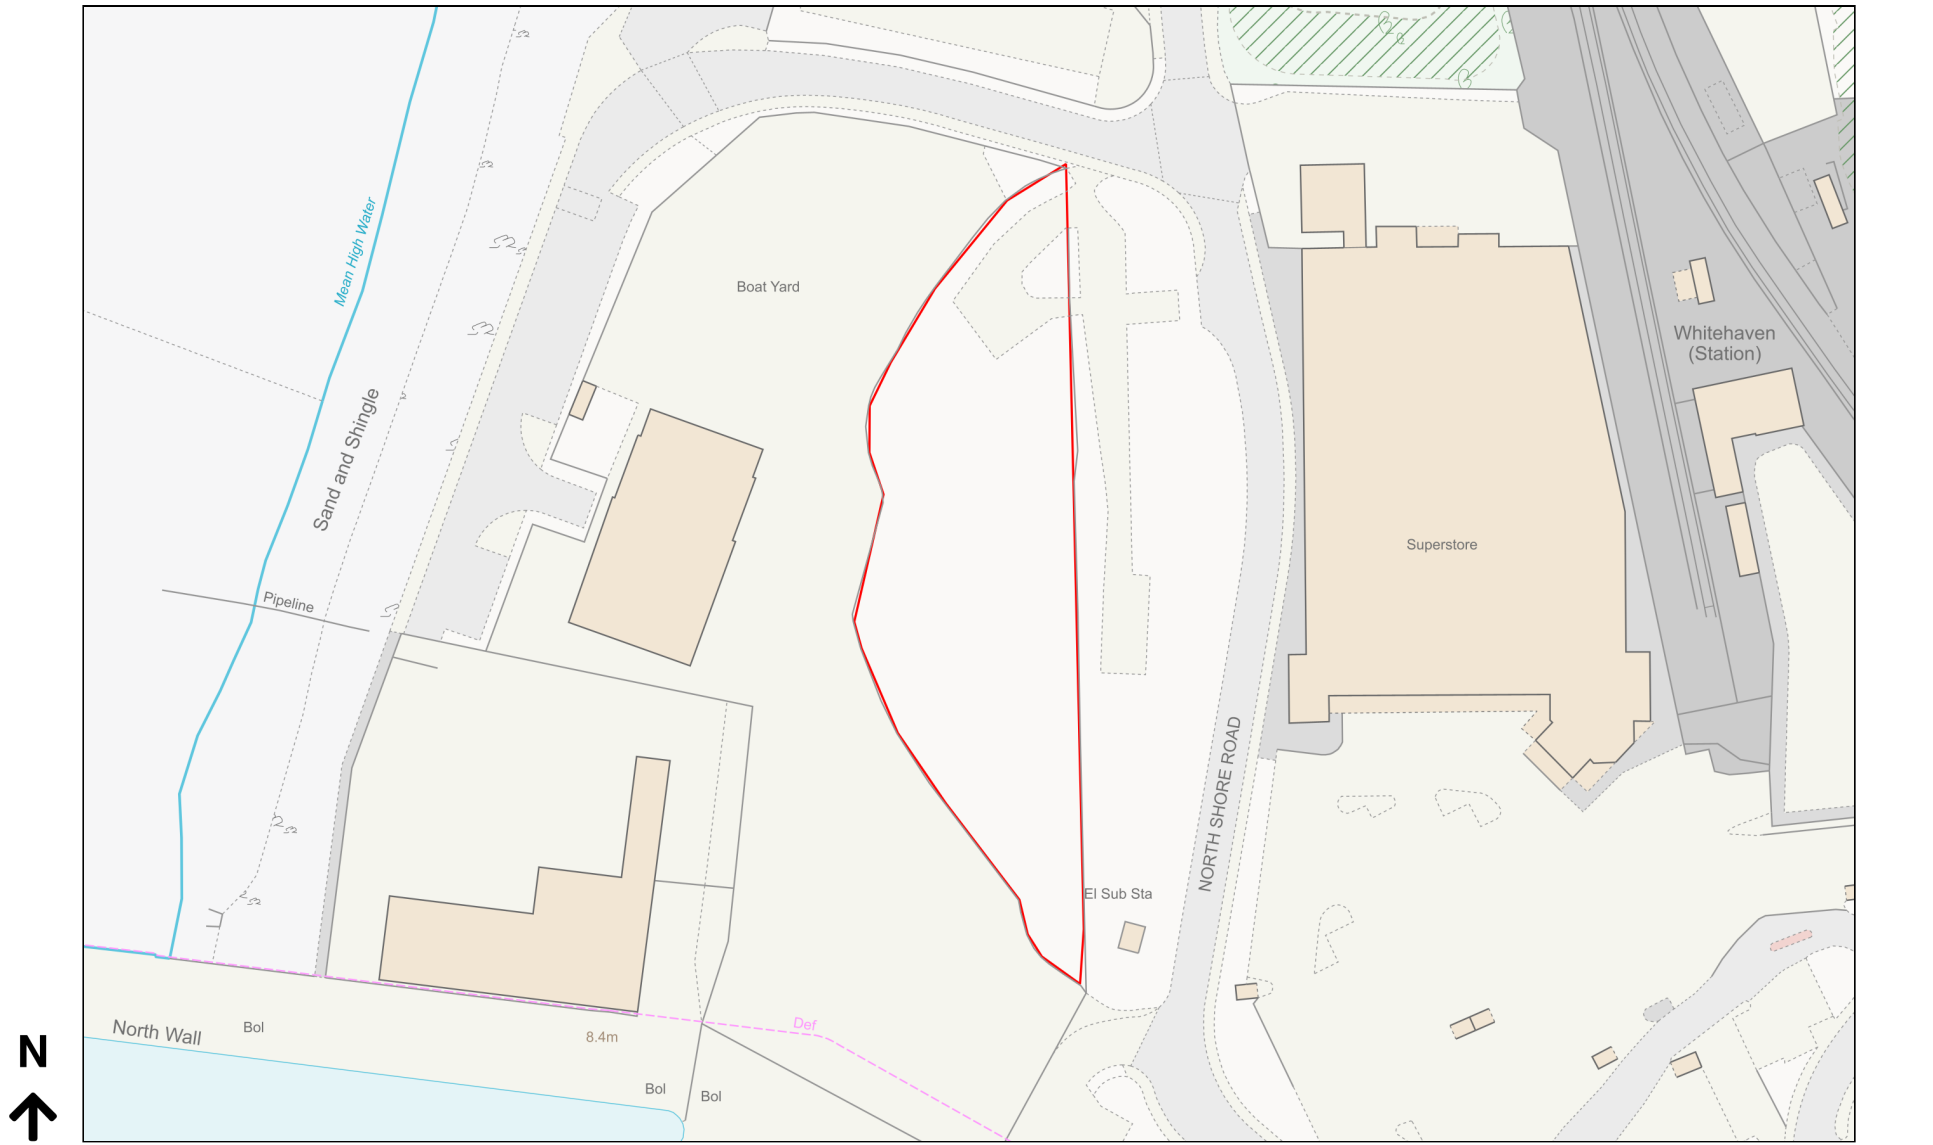 Mean High Water
Boat Yard
Whitehaven
(Station)
Sand and Shingle
Superstore
Pipeline
NORTH SHORE ROAD
El Sub Sta
North Wall
Bol
8.4m
Def
Bol
Bol
N